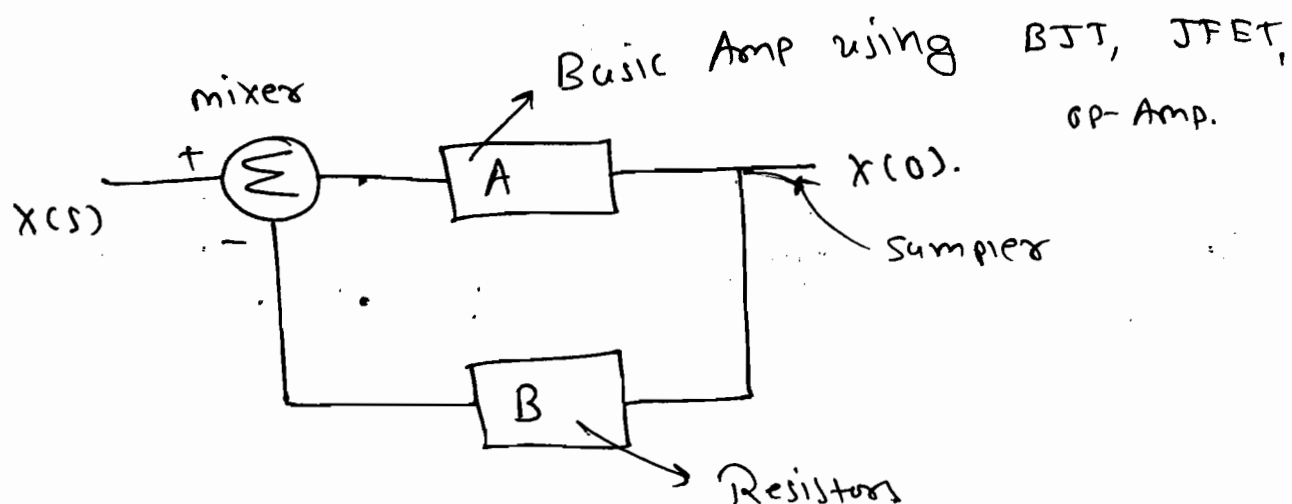 Basic Amp using BJT, JFET,
op-Amp.
mixer
+
Σ
A
X(0).
X(S)
-
sampler
B
Resistors